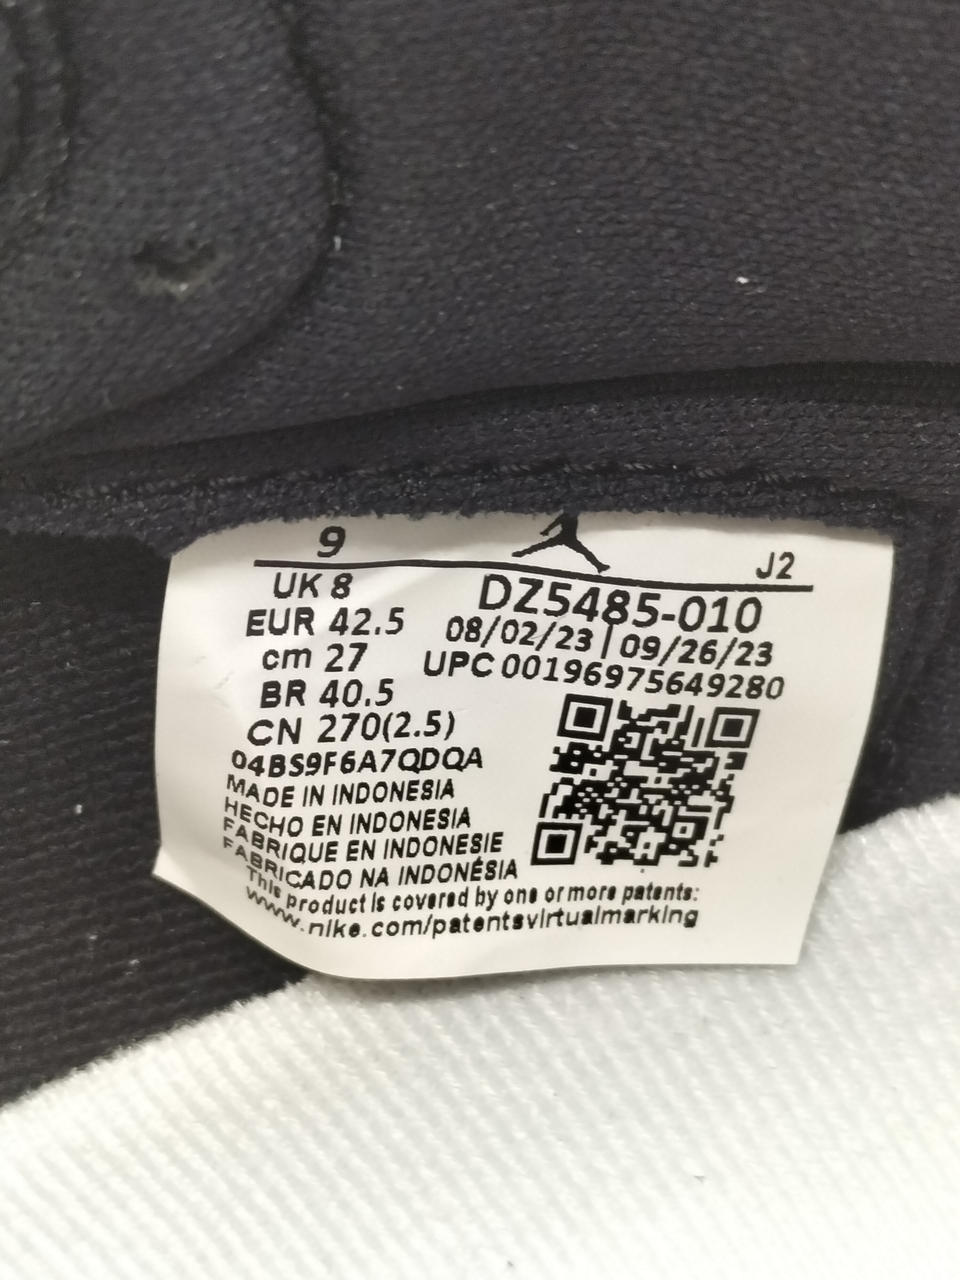 9
J2
UK 8
DZ5485-010
EUR 42.5
08/02/23 | 09/26/23
cm 27
UPC 00196975649280
BR 40.5
CN 270(2.5)
04BS9F6A7QDQA
MADE IN INDONESIA
HECHO EN INDONESIA
FABRIQUE EN INDONESIE
FABRICADO NA INDONÉSIA
This product is covered by one or more patents:
www.nike.com/patentsvirtualmarking